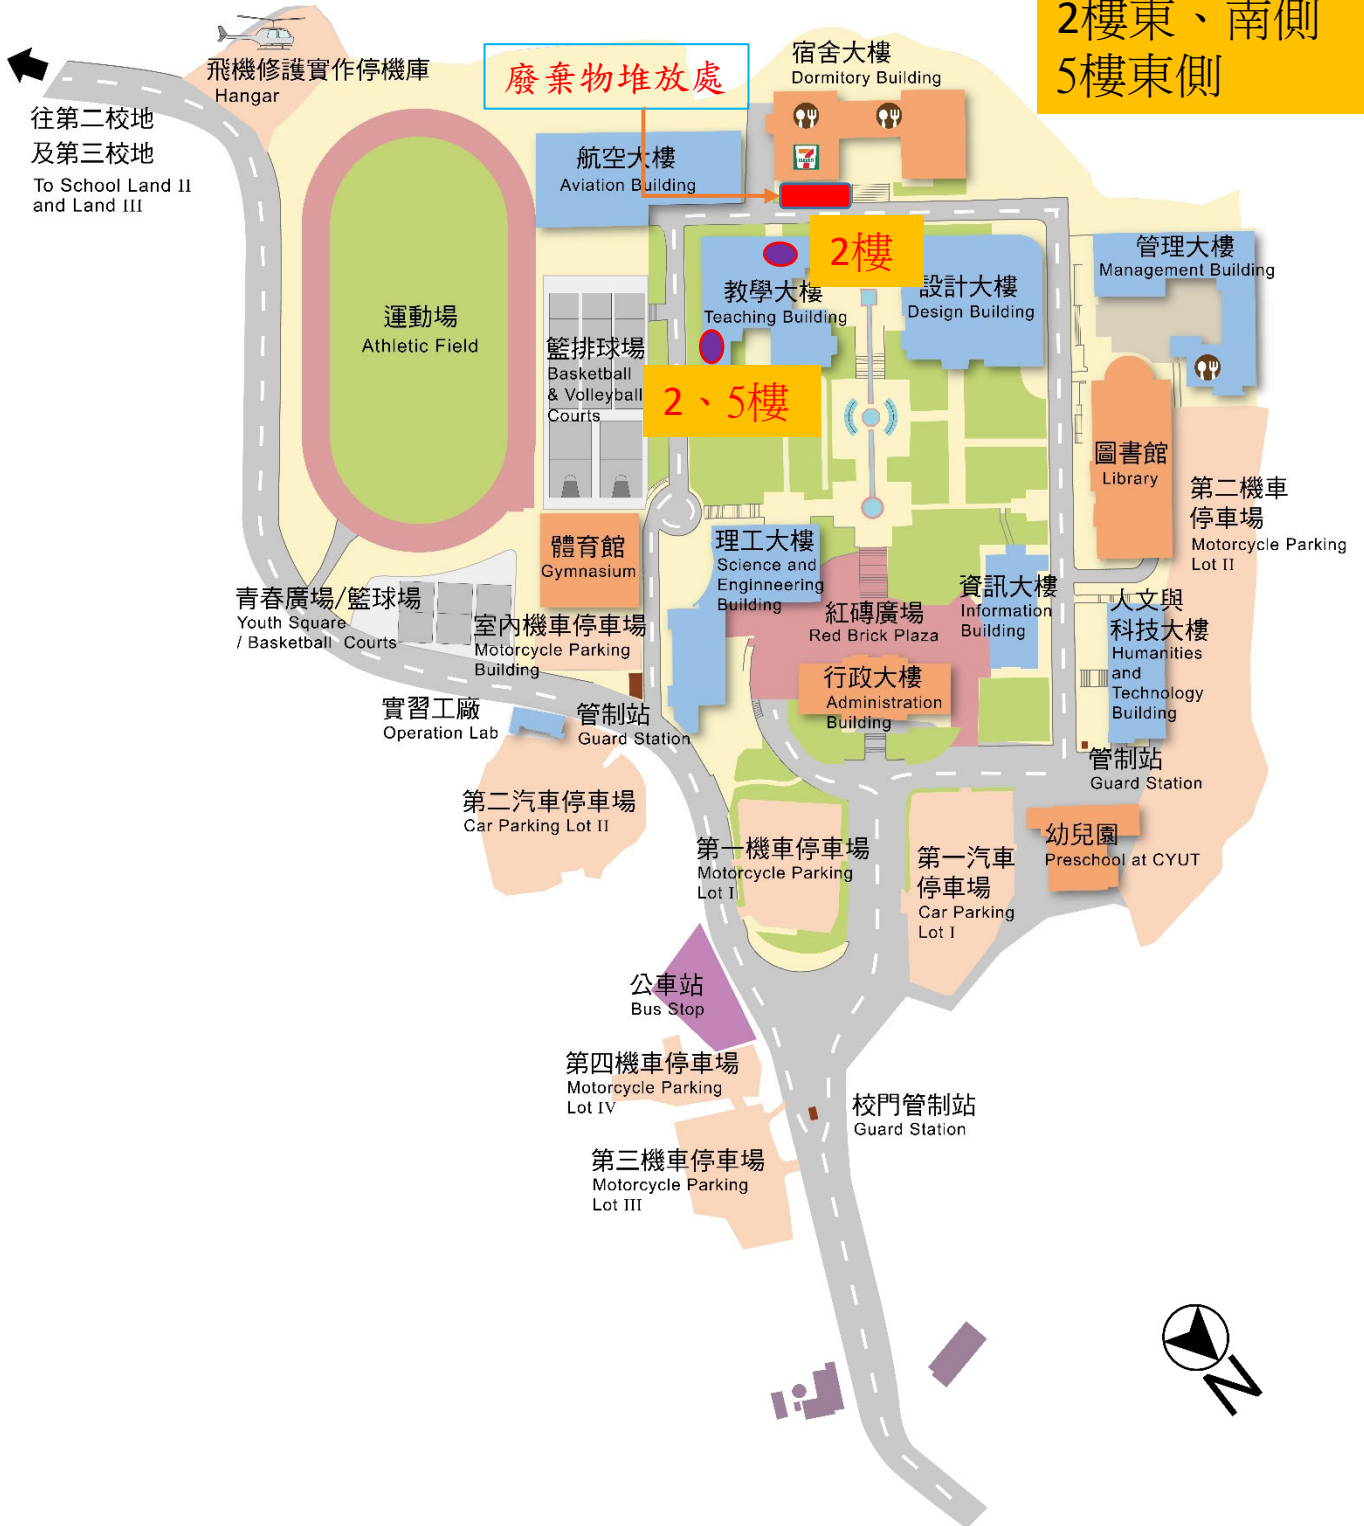 2樓東、南側
5樓東側
廢棄物堆放處
宿舍大樓
Dormitory Building
飛機修護實作停機庫
Hangar
往第二校地
及第三校地
To School Land II
and Land III
航空大樓
Aviation Building
7
ELEVEN
2樓
管理大樓
Management Building
教學大樓
Teaching Building
設計大樓
Design Building
運動場
Athletic Field
籃排球場
Basketball
& Volleyball
Courts
2、5樓
圖書館
Library
第二機車
停車場
Motorcycle Parking
Lot II
體育館
Gymnasium
理工大樓
Science and
Enginneering
Building
資訊大樓
Information
Building
人文與
科技大樓
Humanities
and
Technology
Building
青春廣場/籃球場
Youth Square
/ Basketball Courts
室內機車停車場
Motorcycle Parking
Building
紅磚廣場
Red Brick Plaza
行政大樓
Administration
Building
實習工廠
Operation Lab
管制站
Guard Station
管制站
Guard Station
第二汽車停車場
Car Parking Lot II
第一機車停車場
Motorcycle Parking
Lot I
第一汽車
停車場
Car Parking
Lot I
幼兒園
Preschool at CYUT
公車站
Bus Stop
第四機車停車場
Motorcycle Parking
Lot IV
校門管制站
Guard Station
第三機車停車場
Motorcycle Parking
Lot III
N